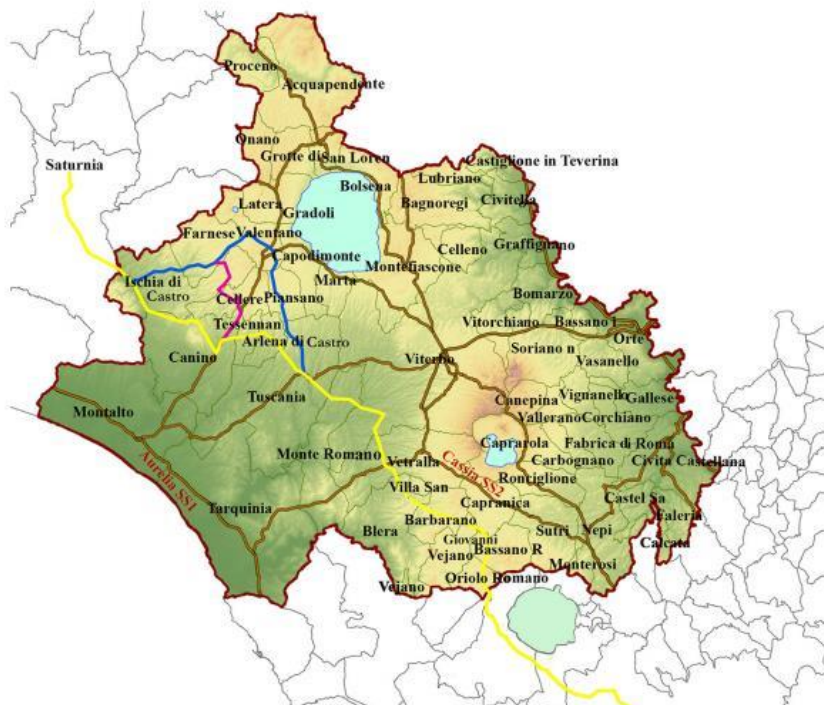 Proceno
Acquapendente
Onano
Grotte di
San Loren
Castiglione in Teverina
Saturnia
Lubriano
Bolsena
Latera
Bagnoregi
Civitella
Gradoli
Farnese
Valentano
Celleno
Graffignano
Capodimonte
Montefiascone
Ischia di
Castro
Marta
Bomarzo
Cellere
Piansano
Tessennan
Vitorchiano
Bassano i
Arlena di Castro
Orte
Canino
Viterbo
Soriano n
Vasanello
Tuscania
Canepina
Vignanello
Gallese
Montalto
Vallerano
Corchiano
Caprarola
Fabrica di Roma
Monte Romano
Vetralla
Cassia SS2
Carbognano
Civita Castellana
Aurelia SS1
Ronciglione
Villa San
Castel Sa
Tarquinia
Capranica
Faleria
Barbarano
Blera
Giovanni
Sutri
Nepi
Calcata
Vejano
Bassano R
Monterosi
Vejano
Oriolo Romano